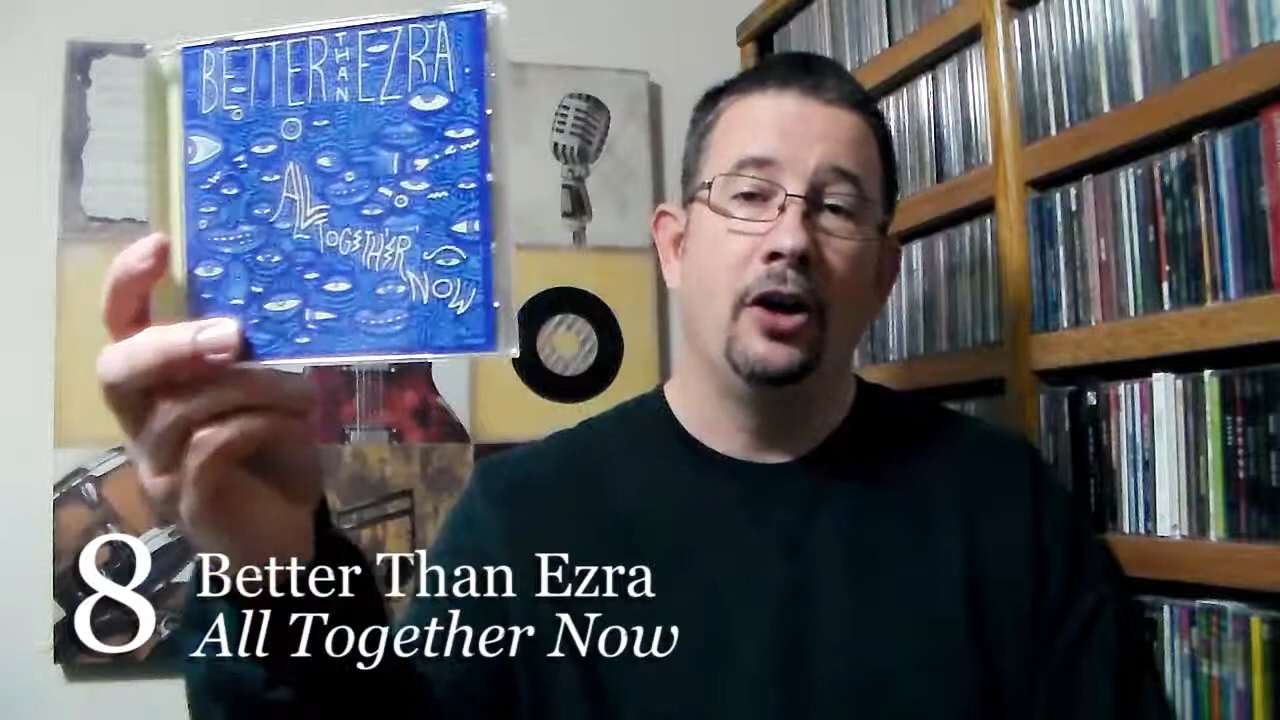 BETTER THAN EZRA
ALL
TOGETHER
NOW
8
Better Than Ezra
All Together Now